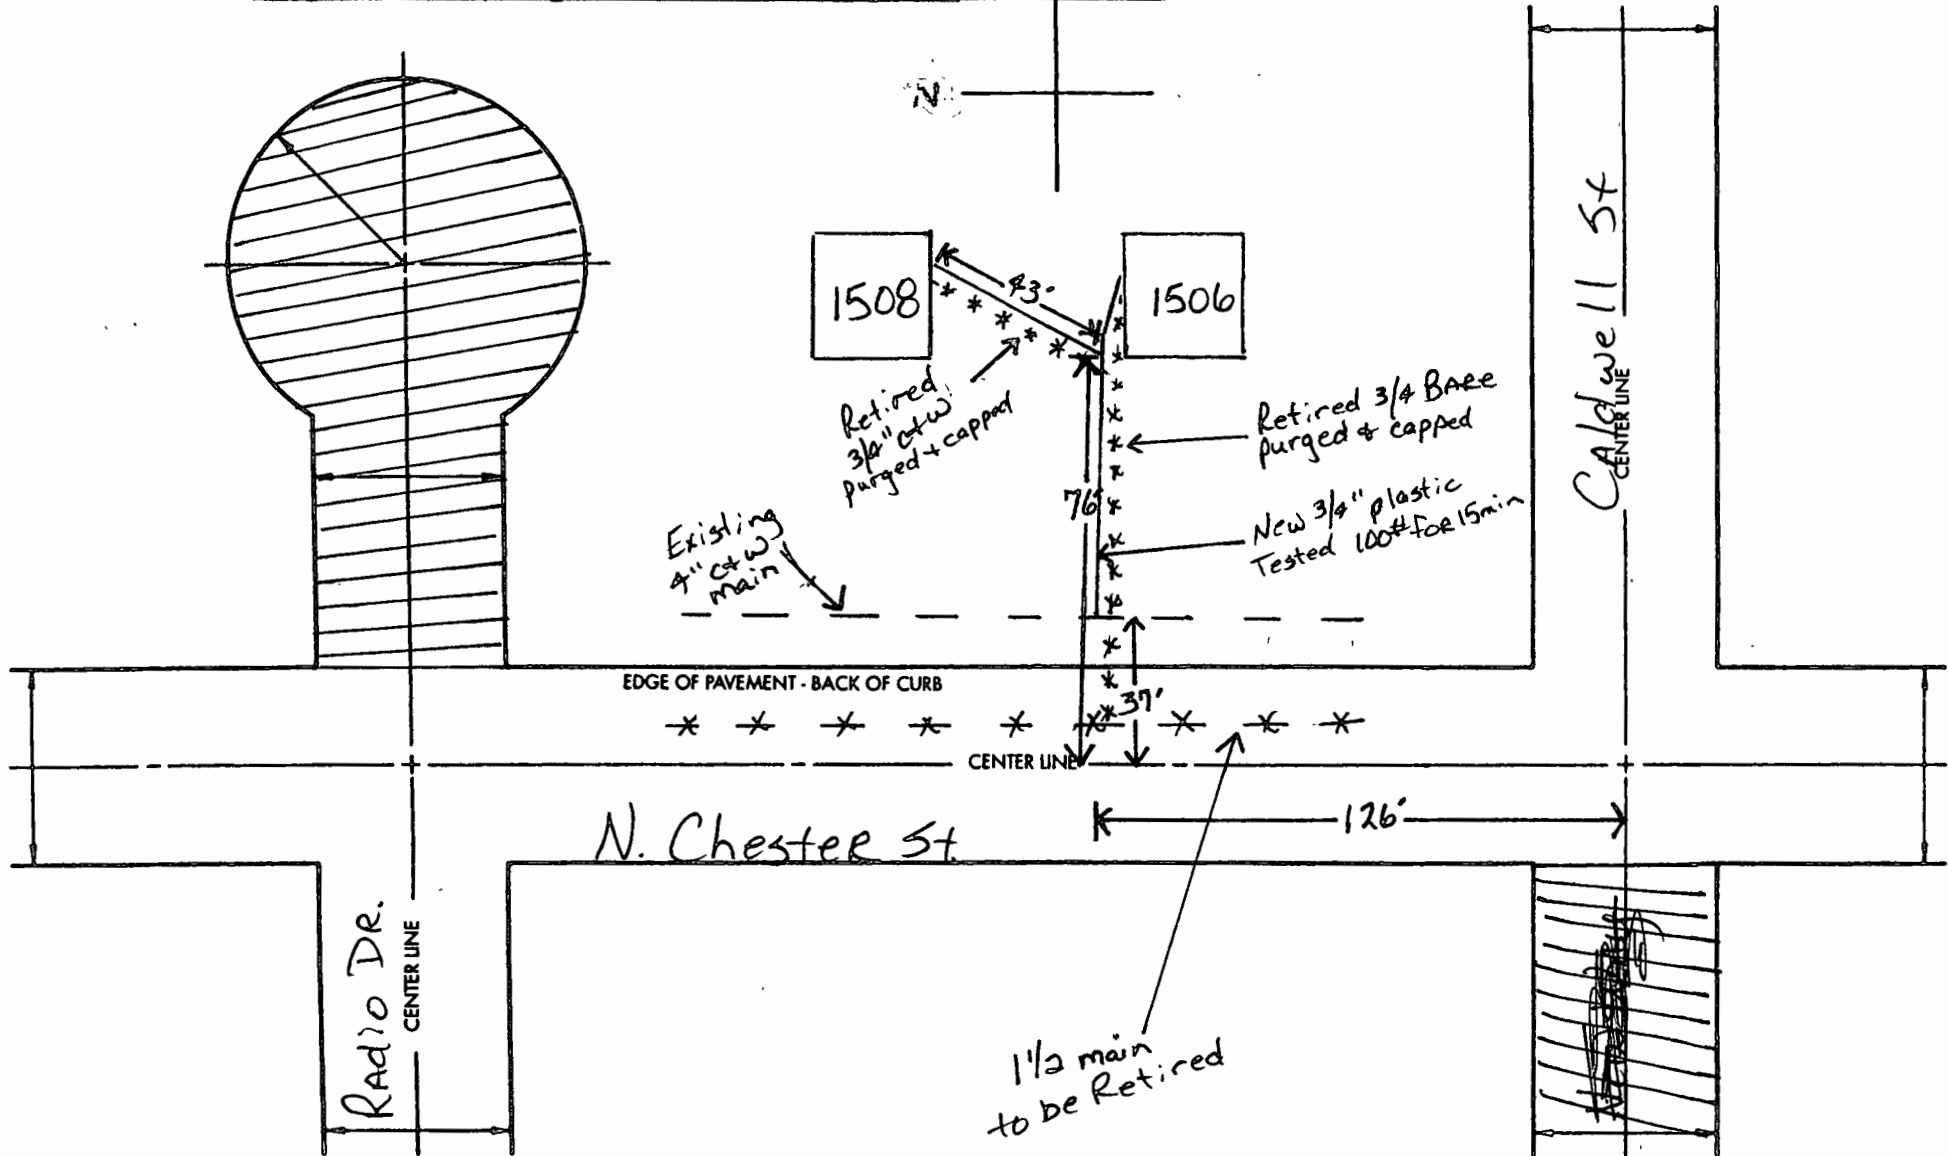 N
1508
43'
1506
Retired
3/4" c+w
purged + capped
Retired 3/4 BARE
purged & capped
76'
New 3/4" plastic
Tested 100# for 15min
Existing
4" c+w
main
Caldwell St
CENTER LINE
EDGE OF PAVEMENT - BACK OF CURB
37'
CENTER LINE
126'
N. Chester St.
Radio DR.
CENTER LINE
1 1/2 main
to be Retired